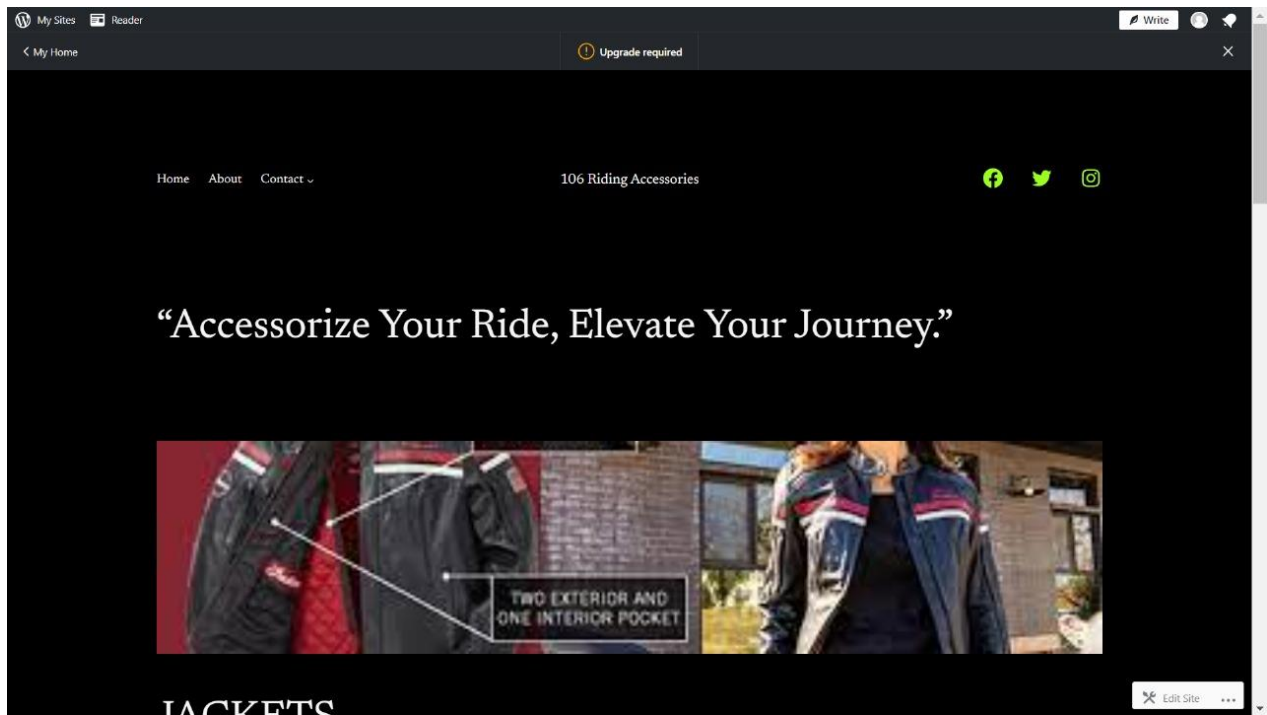 My Sites Reader Write
My Home Upgrade required
Home About Contact 106 Riding Accessories
“Accessorize Your Ride, Elevate Your Journey.”
TWO EXTERIOR AND
ONE INTERIOR POCKET
JACKETS
Edit Site